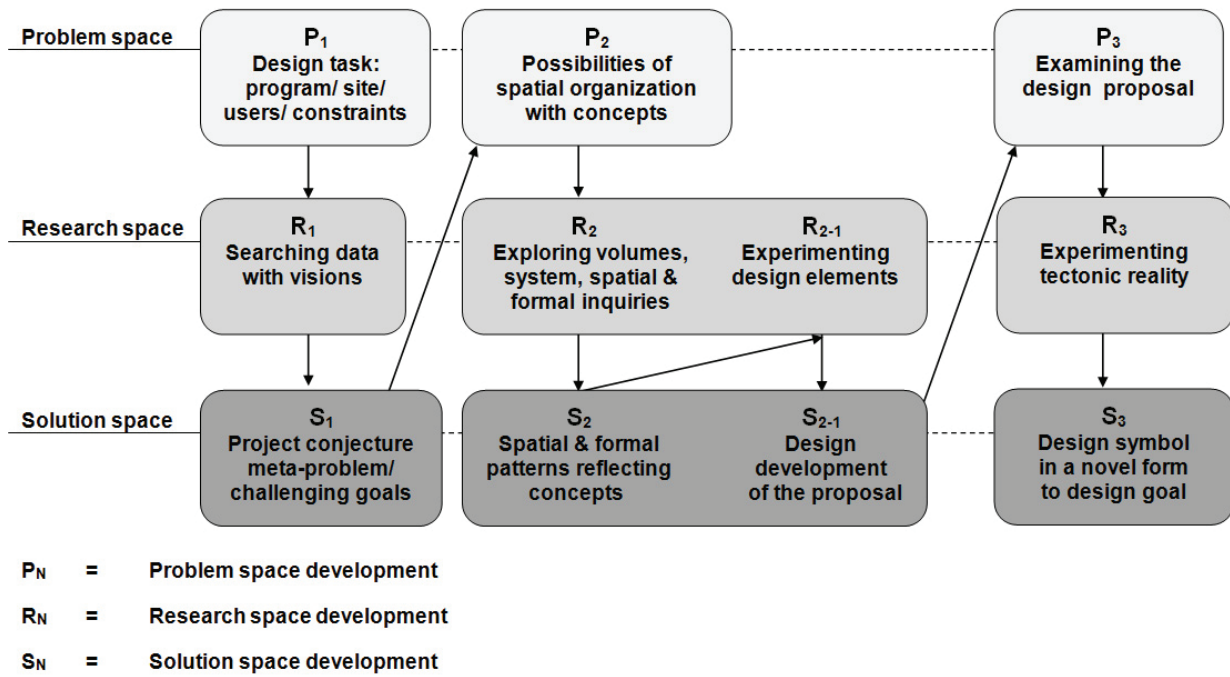 Problem space
P1
Design task:
program/ site/
users/ constraints
P2
Possibilities of
spatial organization
with concepts
P3
Examining the
design proposal
Research space
R1
Searching data
with visions
R2
Exploring volumes,
system, spatial &
formal inquiries
R2-1
Experimenting
design elements
R3
Experimenting
tectonic reality
Solution space
S1
Project conjecture
meta-problem/
challenging goals
S2
Spatial & formal
patterns reflecting
concepts
S2-1
Design
development
of the proposal
S3
Design symbol
in a novel form
to design goal
PN = Problem space development
RN = Research space development
SN = Solution space development